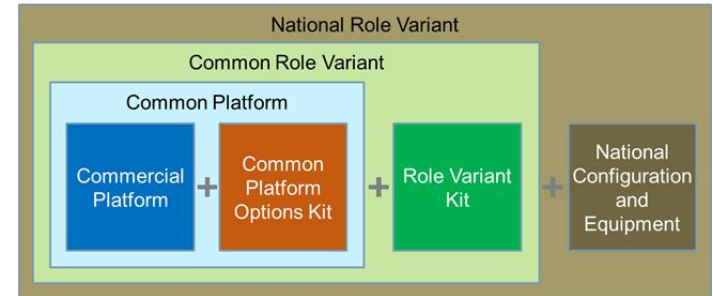 National Role Variant
Common Role Variant
Common Platform
Commercial
Platform
+
Common
Platform
Options Kit
+
Role Variant
Kit
+
National
Configuration
and
Equipment